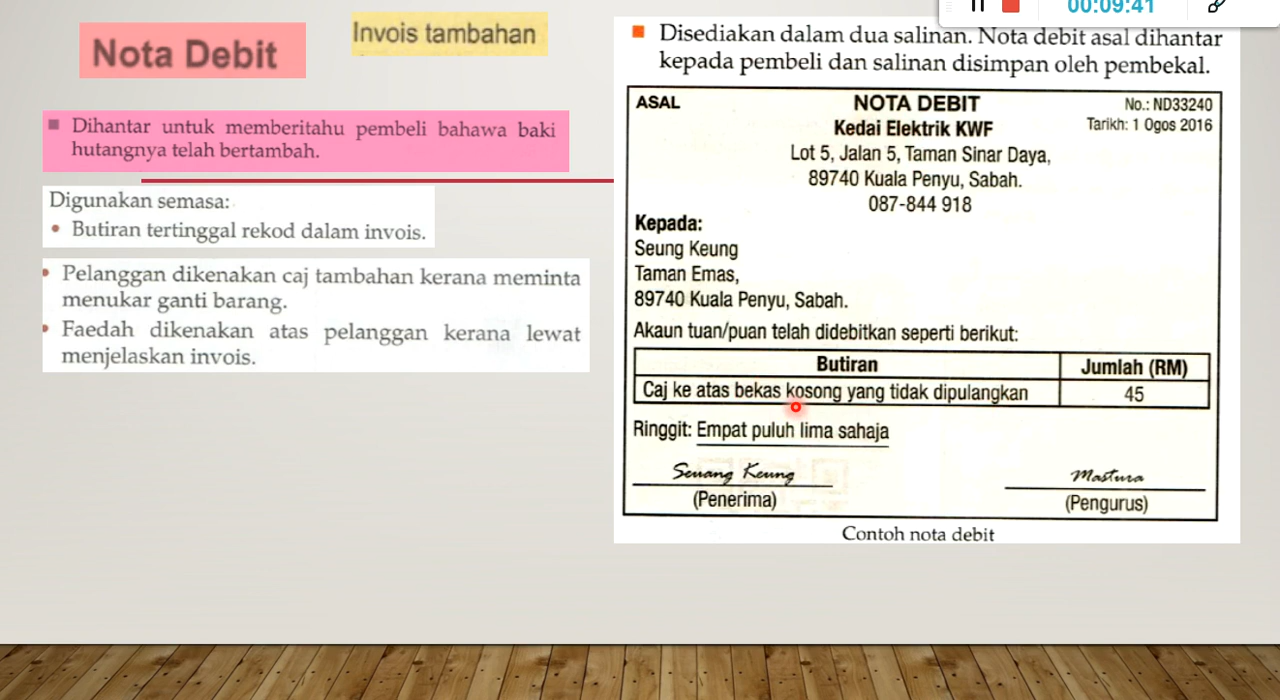 Nota Debit
Invois tambahan
Dihantar untuk memberitahu pembeli bahawa baki
hutangnya telah bertambah.
Digunakan semasa:
• Butiran tertinggal rekod dalam invois.
• Pelanggan dikenakan caj tambahan kerana meminta
menukar ganti barang.
• Faedah dikenakan atas pelanggan kerana lewat
menjelaskan invois.
00:09:41
Disediakan dalam dua salinan. Nota debit asal dihantar
kepada pembeli dan salinan disimpan oleh pembekal.
ASAL
NOTA DEBIT
No.: ND33240
Kedai Elektrik KWF
Tarikh: 1 Ogos 2016
Lot 5, Jalan 5, Taman Sinar Daya,
89740 Kuala Penyu, Sabah.
087-844 918
Kepada:
Seung Keung
Taman Emas,
89740 Kuala Penyu, Sabah.
Akaun tuan/puan telah didebitkan seperti berikut:
Butiran Jumlah (RM)
Caj ke atas bekas kosong yang tidak dipulangkan 45
Ringgit: Empat puluh lima sahaja
Seuang Keung Mastura
(Penerima) (Pengurus)
Contoh nota debit